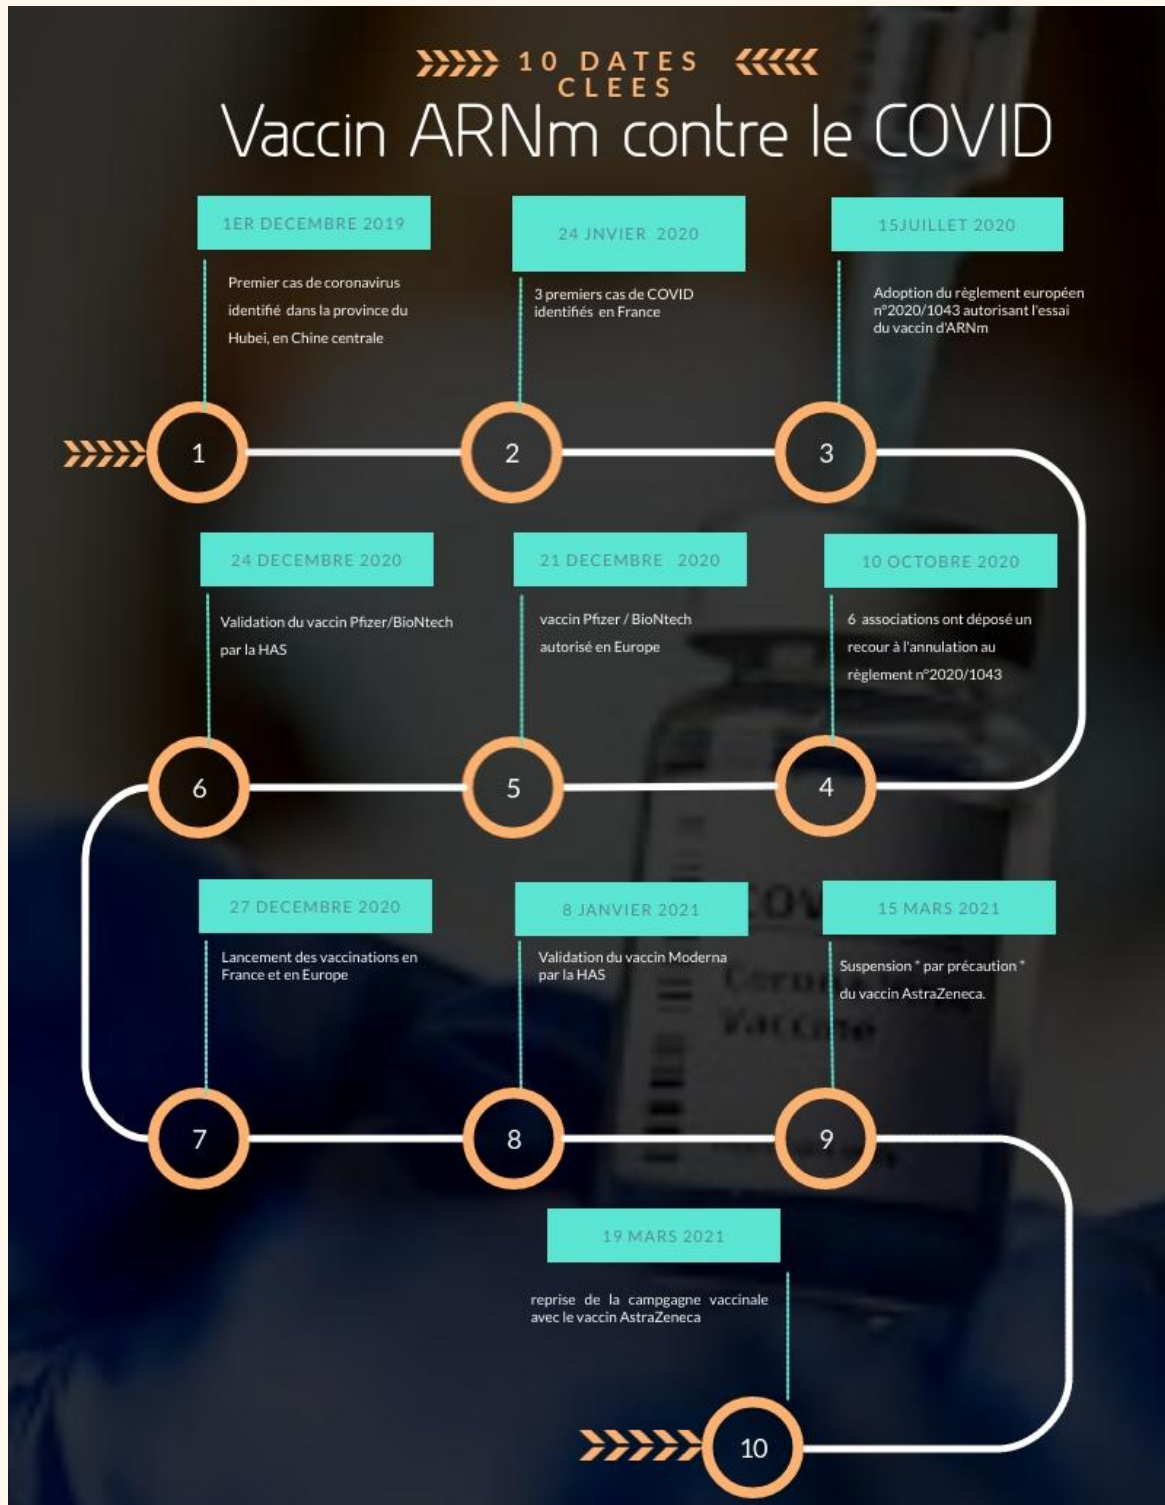 10 DATES
CLEES
Vaccin ARNm contre le COVID
1ER DECEMBRE 2019
Premier cas de coronavirus
identifié dans la province du
Hubei, en Chine centrale
1
24 JNVIER 2020
3 premiers cas de COVID
identifiés en France
2
15JUILLET 2020
Adoption du règlement européen
n°2020/1043 autorisant l'essai
du vaccin d'ARNm
3
10 OCTOBRE 2020
6 associations ont déposé un
recour à l'annulation au
règlement n°2020/1043
4
21 DECEMBRE 2020
vaccin Pfizer / BioNtech
autorisé en Europe
5
24 DECEMBRE 2020
Validation du vaccin Pfizer/BioNtech
par la HAS
6
27 DECEMBRE 2020
Lancement des vaccinations en
France et en Europe
7
8 JANVIER 2021
Validation du vaccin Moderna
par la HAS
8
15 MARS 2021
Suspension " par précaution "
du vaccin AstraZeneca.
9
19 MARS 2021
reprise de la campgagne vaccinale
avec le vaccin AstraZeneca
10
Vaccine